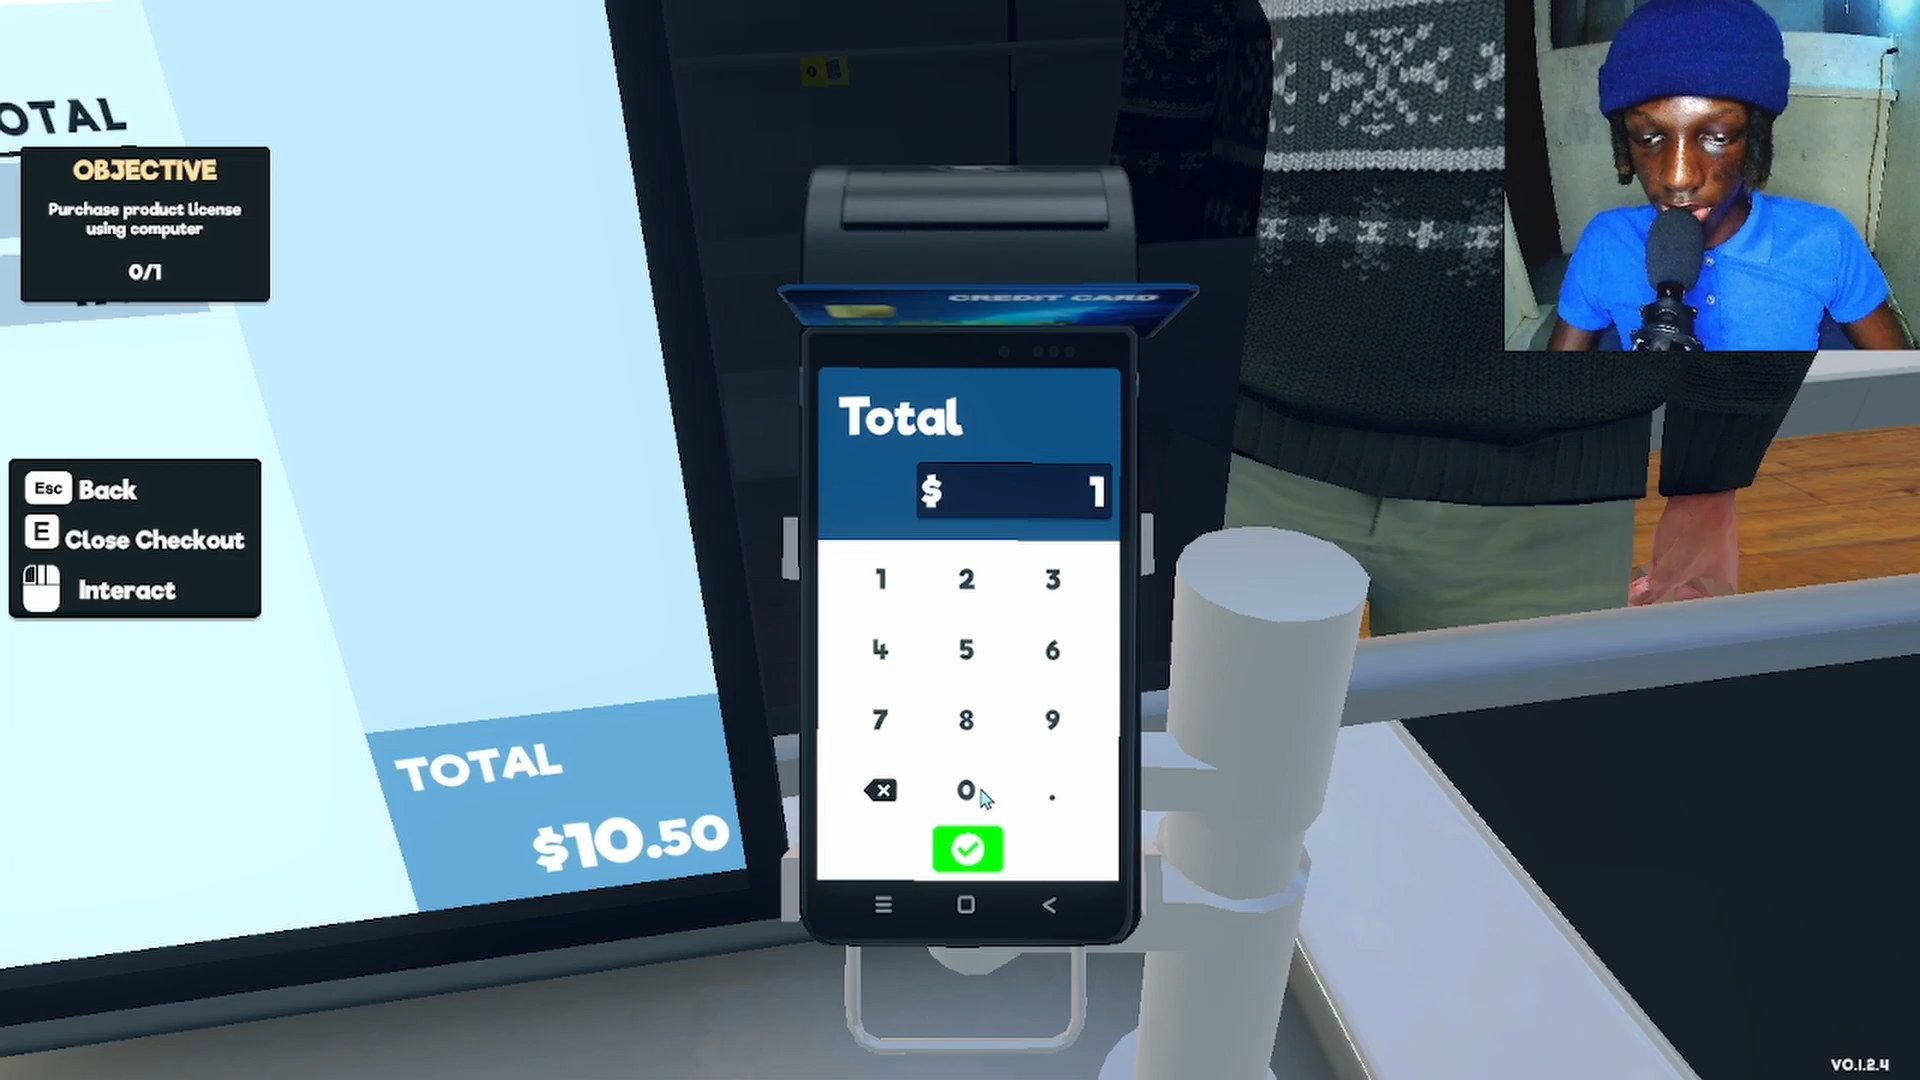 OTAL
OBJECTIVE
Purchase product license
using computer
0/1
Esc Back
E Close Checkout
Interact
TOTAL
$10.50
0
CREDIT CARD
Total
$ 1
1 2 3
4 5 6
7 8 9
0 .
V0.1.2.4